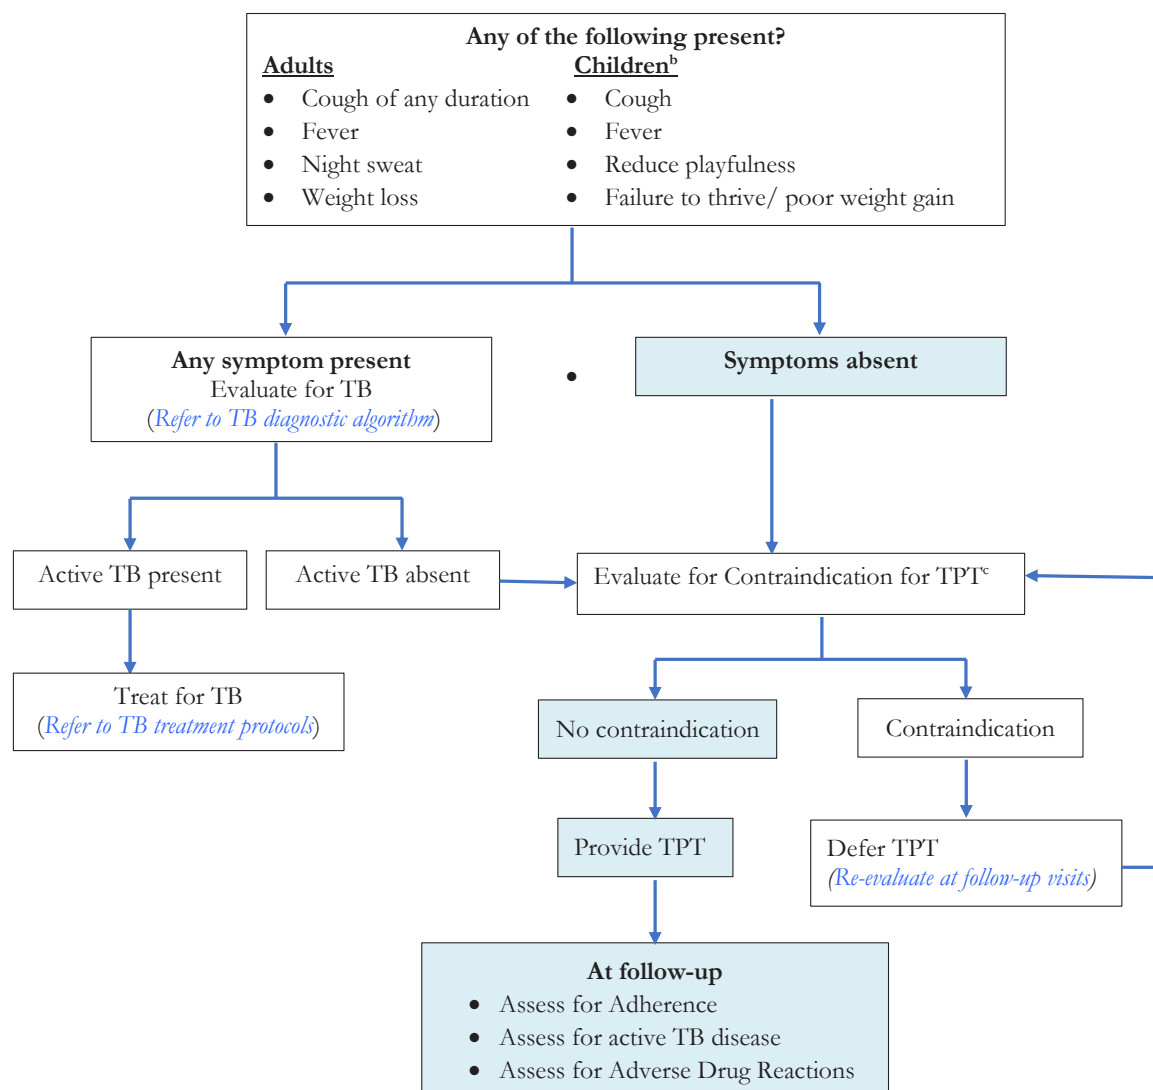 Any of the following present?
Adults
• Cough of any duration
• Fever
• Night sweat
• Weight loss
Childrenᵇ
• Cough
• Fever
• Reduce playfulness
• Failure to thrive/ poor weight gain
Any symptom present
Evaluate for TB
(Refer to TB diagnostic algorithm)
•
Symptoms absent
Active TB present
Active TB absent
Evaluate for Contraindication for TPTᶜ
Treat for TB
(Refer to TB treatment protocols)
No contraindication
Contraindication
Provide TPT
Defer TPT
(Re-evaluate at follow-up visits)
At follow-up
• Assess for Adherence
• Assess for active TB disease
• Assess for Adverse Drug Reactions